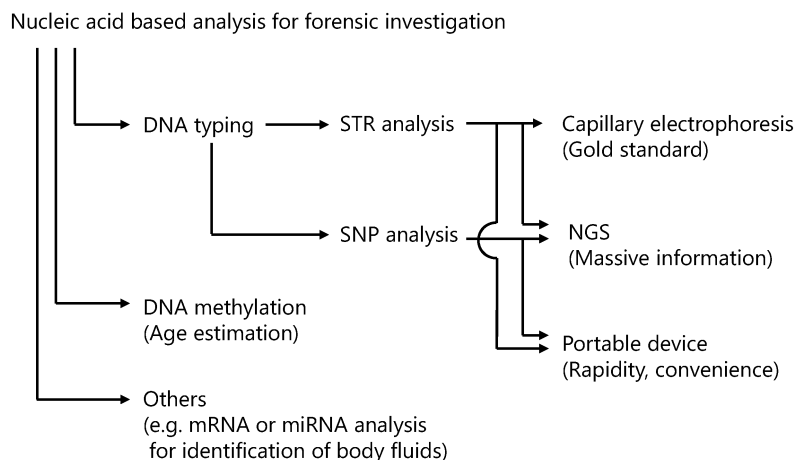 Nucleic acid based analysis for forensic investigation
DNA typing
STR analysis
Capillary electrophoresis
(Gold standard)
SNP analysis
NGS
(Massive information)
DNA methylation
(Age estimation)
Portable device
(Rapidity, convenience)
Others
(e.g. mRNA or miRNA analysis
for identification of body fluids)